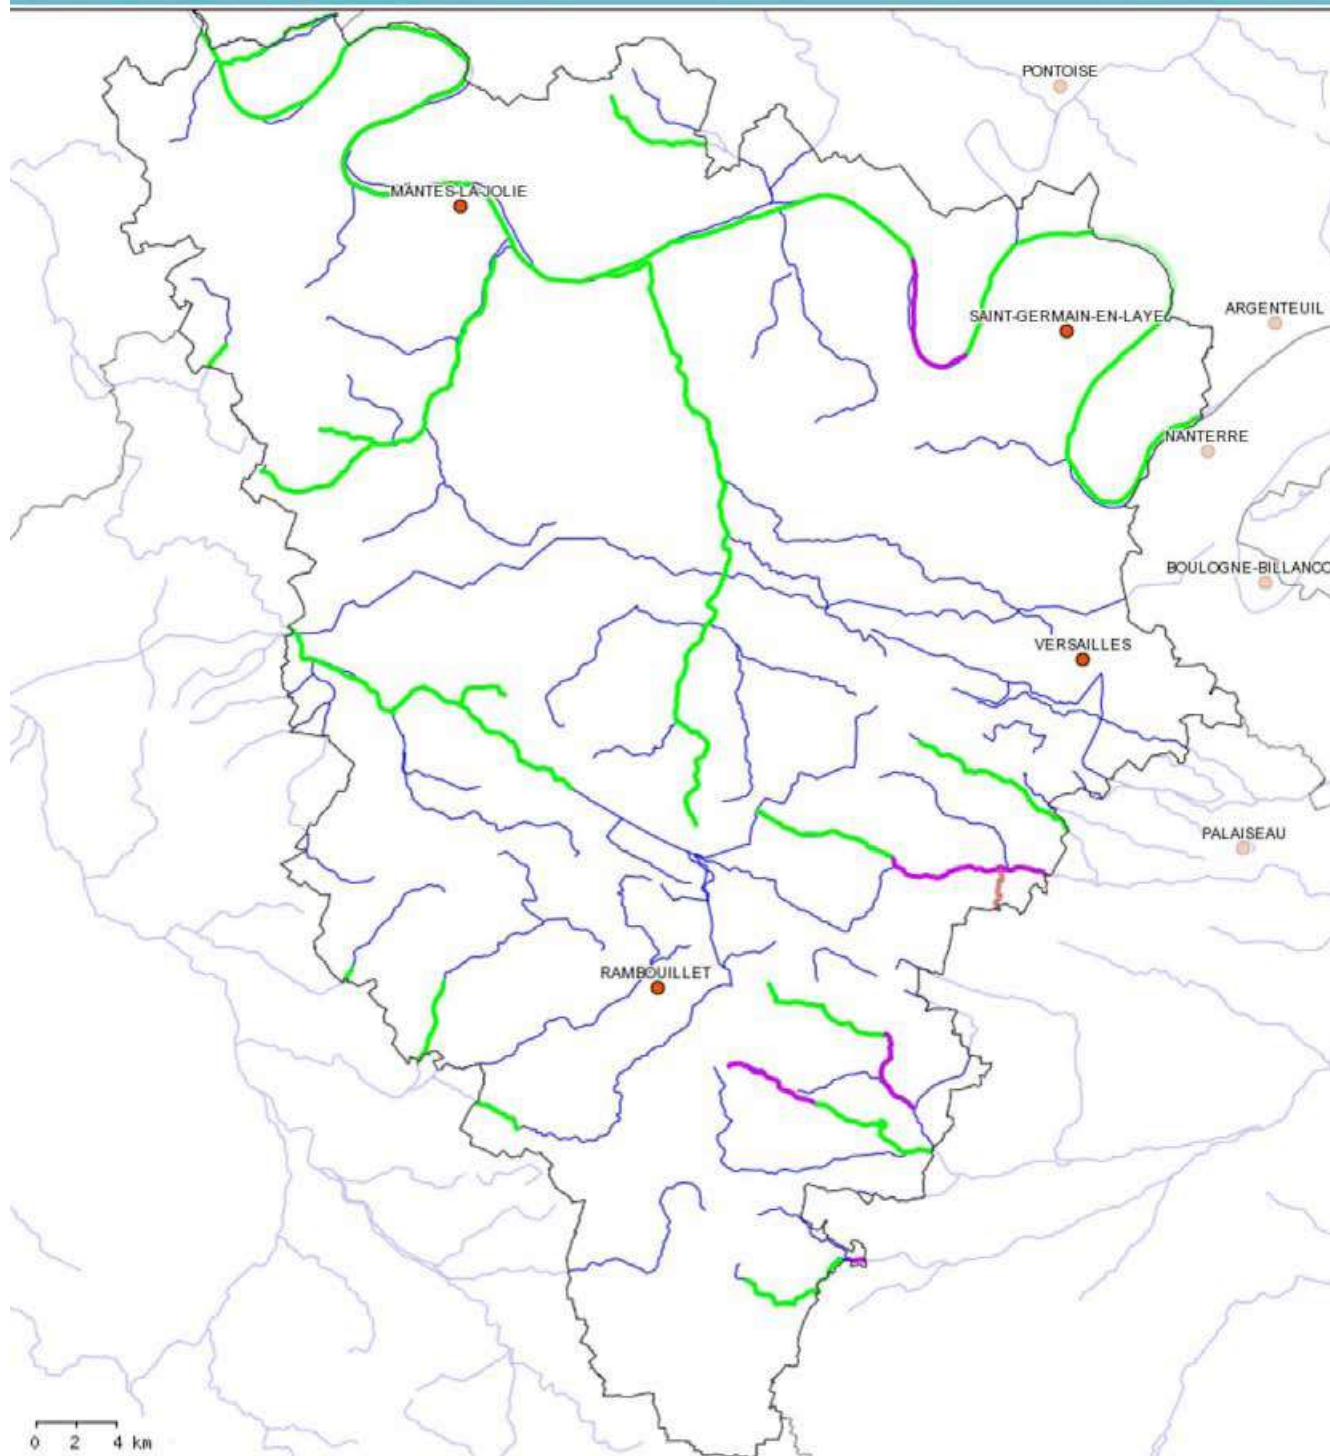 PONTOISE
MANTES-LA-JOLIE
SAINT-GERMAIN-EN-LAYE
ARGENTEUIL
NANTERRE
BOULOGNE-BILLANCO
VERSAILLES
PALAISEAU
RAMBOUILLET
0 2 4 km